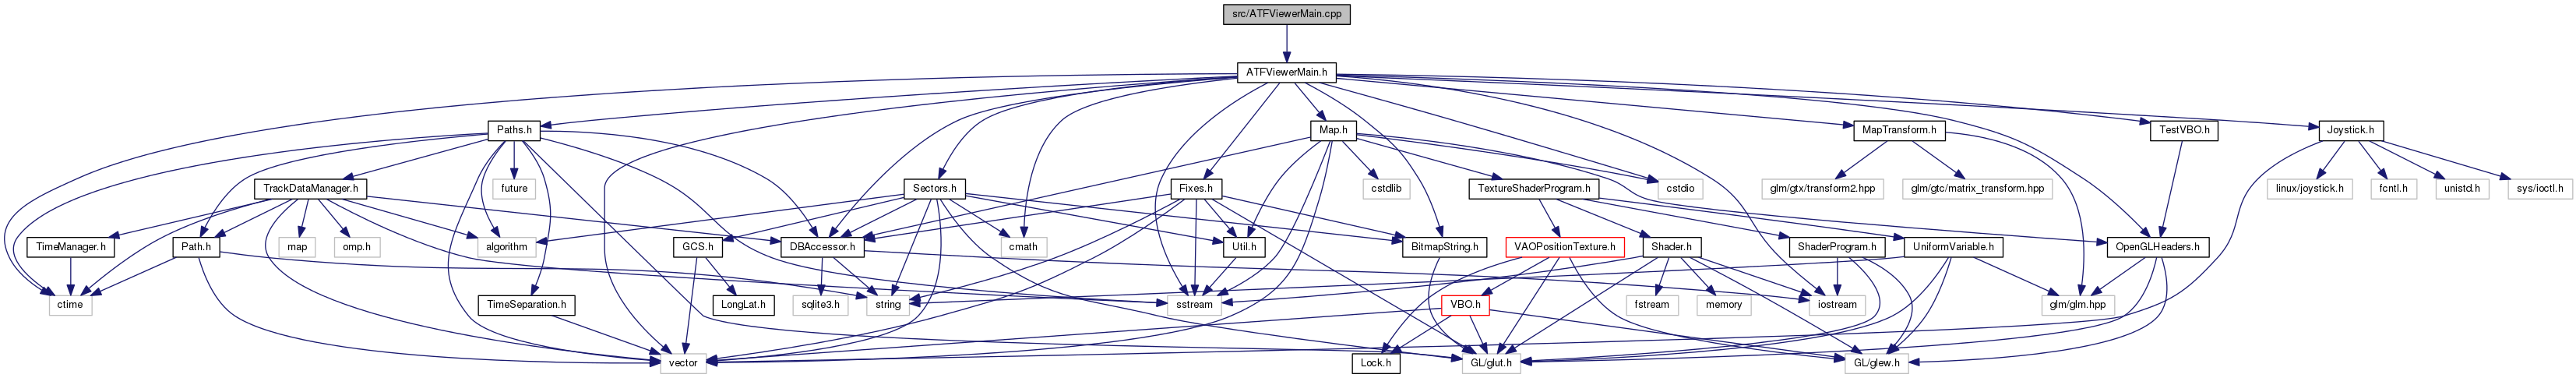 src/ATFViewerMain.cpp
ATFViewerMain.h
Paths.h
Map.h
MapTransform.h
TestVBO.h
Joystick.h
TrackDataManager.h
future
Sectors.h
Fixes.h
cstdlib
TextureShaderProgram.h
cstdio
glm/gtx/transform2.hpp
glm/gtc/matrix_transform.hpp
linux/joystick.h
fcntl.h
unistd.h
sys/ioctl.h
TimeManager.h
Path.h
map
omp.h
algorithm
GCS.h
DBAccessor.h
cmath
Util.h
BitmapString.h
VAOPositionTexture.h
Shader.h
ShaderProgram.h
UniformVariable.h
OpenGLHeaders.h
ctime
TimeSeparation.h
LongLat.h
sqlite3.h
string
sstream
VBO.h
fstream
memory
iostream
glm/glm.hpp
vector
Lock.h
GL/glut.h
GL/glew.h